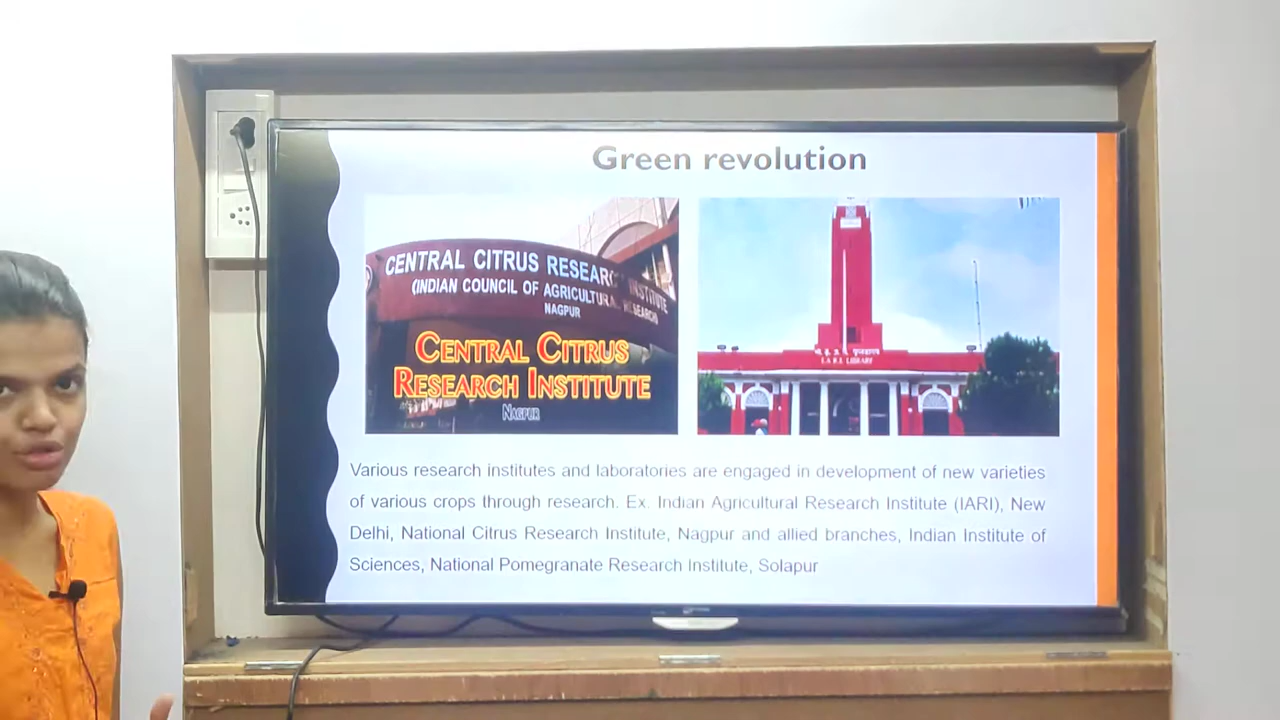 Green revolution
CENTRAL CITRUS RESEARCH INSTITUTE
(INDIAN COUNCIL OF AGRICULTURAL RESEARCH)
NAGPUR
CENTRAL CITRUS
RESEARCH INSTITUTE
NAGPUR
I.A.R.I. LIBRARY
Various research institutes and laboratories are engaged in development of new varieties
of various crops through research. Ex. Indian Agricultural Research Institute (IARI), New
Delhi, National Citrus Research Institute, Nagpur and allied branches, Indian Institute of
Sciences, National Pomegranate Research Institute, Solapur